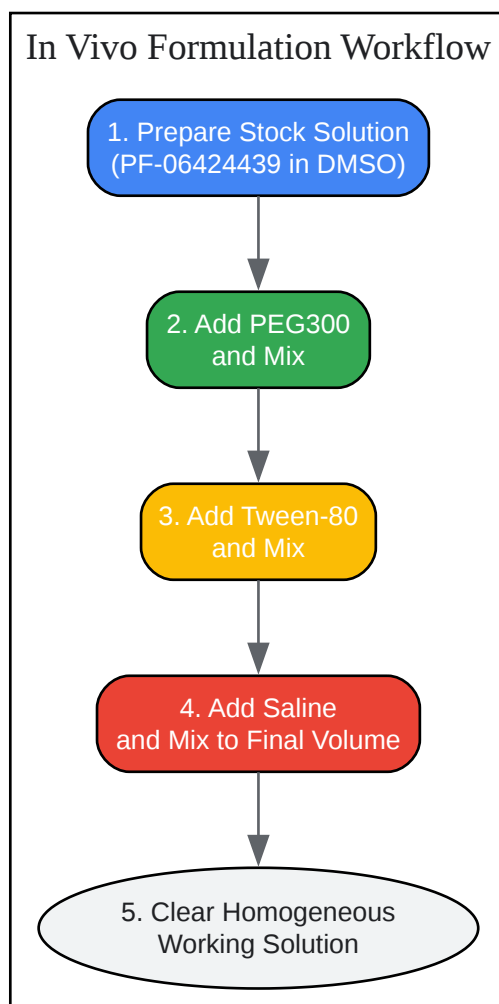 In Vivo Formulation Workflow
1. Prepare Stock Solution
(PF-06424439 in DMSO)
2. Add PEG300
and Mix
3. Add Tween-80
and Mix
4. Add Saline
and Mix to Final Volume
5. Clear Homogeneous
Working Solution